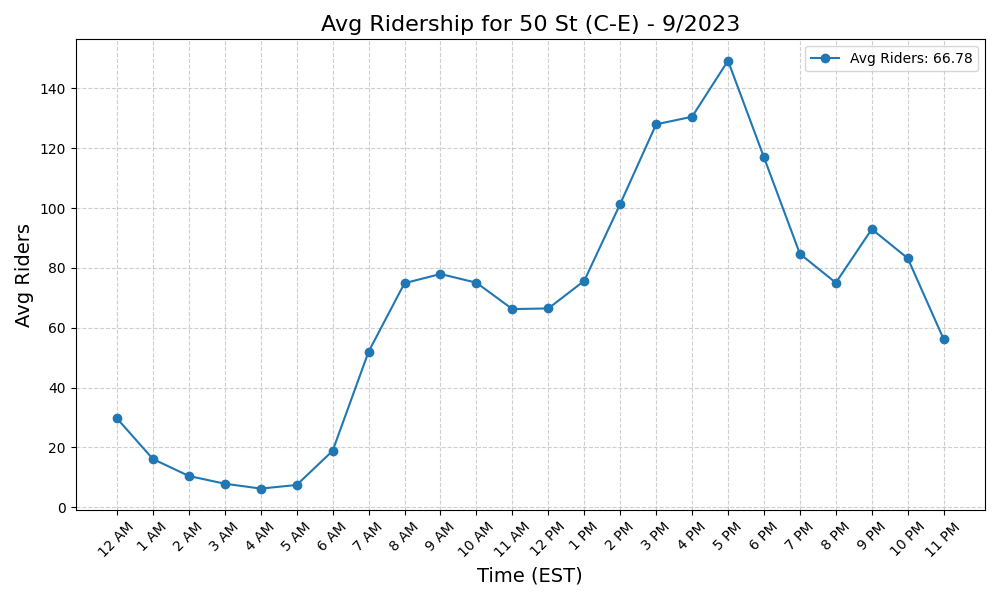 Avg Ridership for 50 St (C-E) - 9/2023
Avg Riders: 66.78
Avg Riders
140
120
100
80
60
40
20
0
12 AM
1 AM
2 AM
3 AM
4 AM
5 AM
6 AM
7 AM
8 AM
9 AM
10 AM
11 AM
12 PM
1 PM
2 PM
3 PM
4 PM
5 PM
6 PM
7 PM
8 PM
9 PM
10 PM
11 PM
Time (EST)